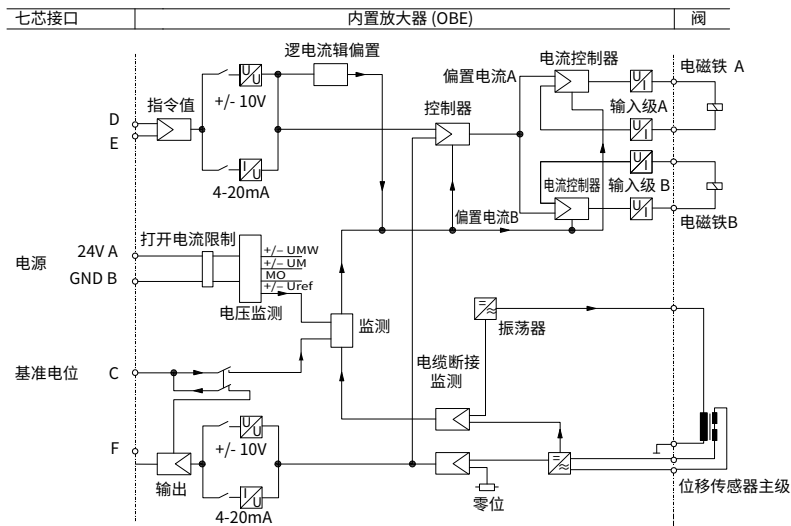 七芯接口
内置放大器 (OBE)
阀
逻电流辑偏置
电流控制器
偏置电流A
电磁铁 A
指令值
+/- 10V
控制器
输入级A
D
E
4-20mA
电流控制器
输入级 B
偏置电流B
电磁铁B
打开电流限制
24V A
电源
GND B
+/– UMW
+/– UM
MO
+/– Uref
电压监测
监测
振荡器
电缆断接
监测
基准电位
C
F
+/- 10V
输出
4-20mA
零位
位移传感器主级
U
U
I
U
U
I
U
I
U
I
U
I
U
U
I
U
=
≈
=
≈